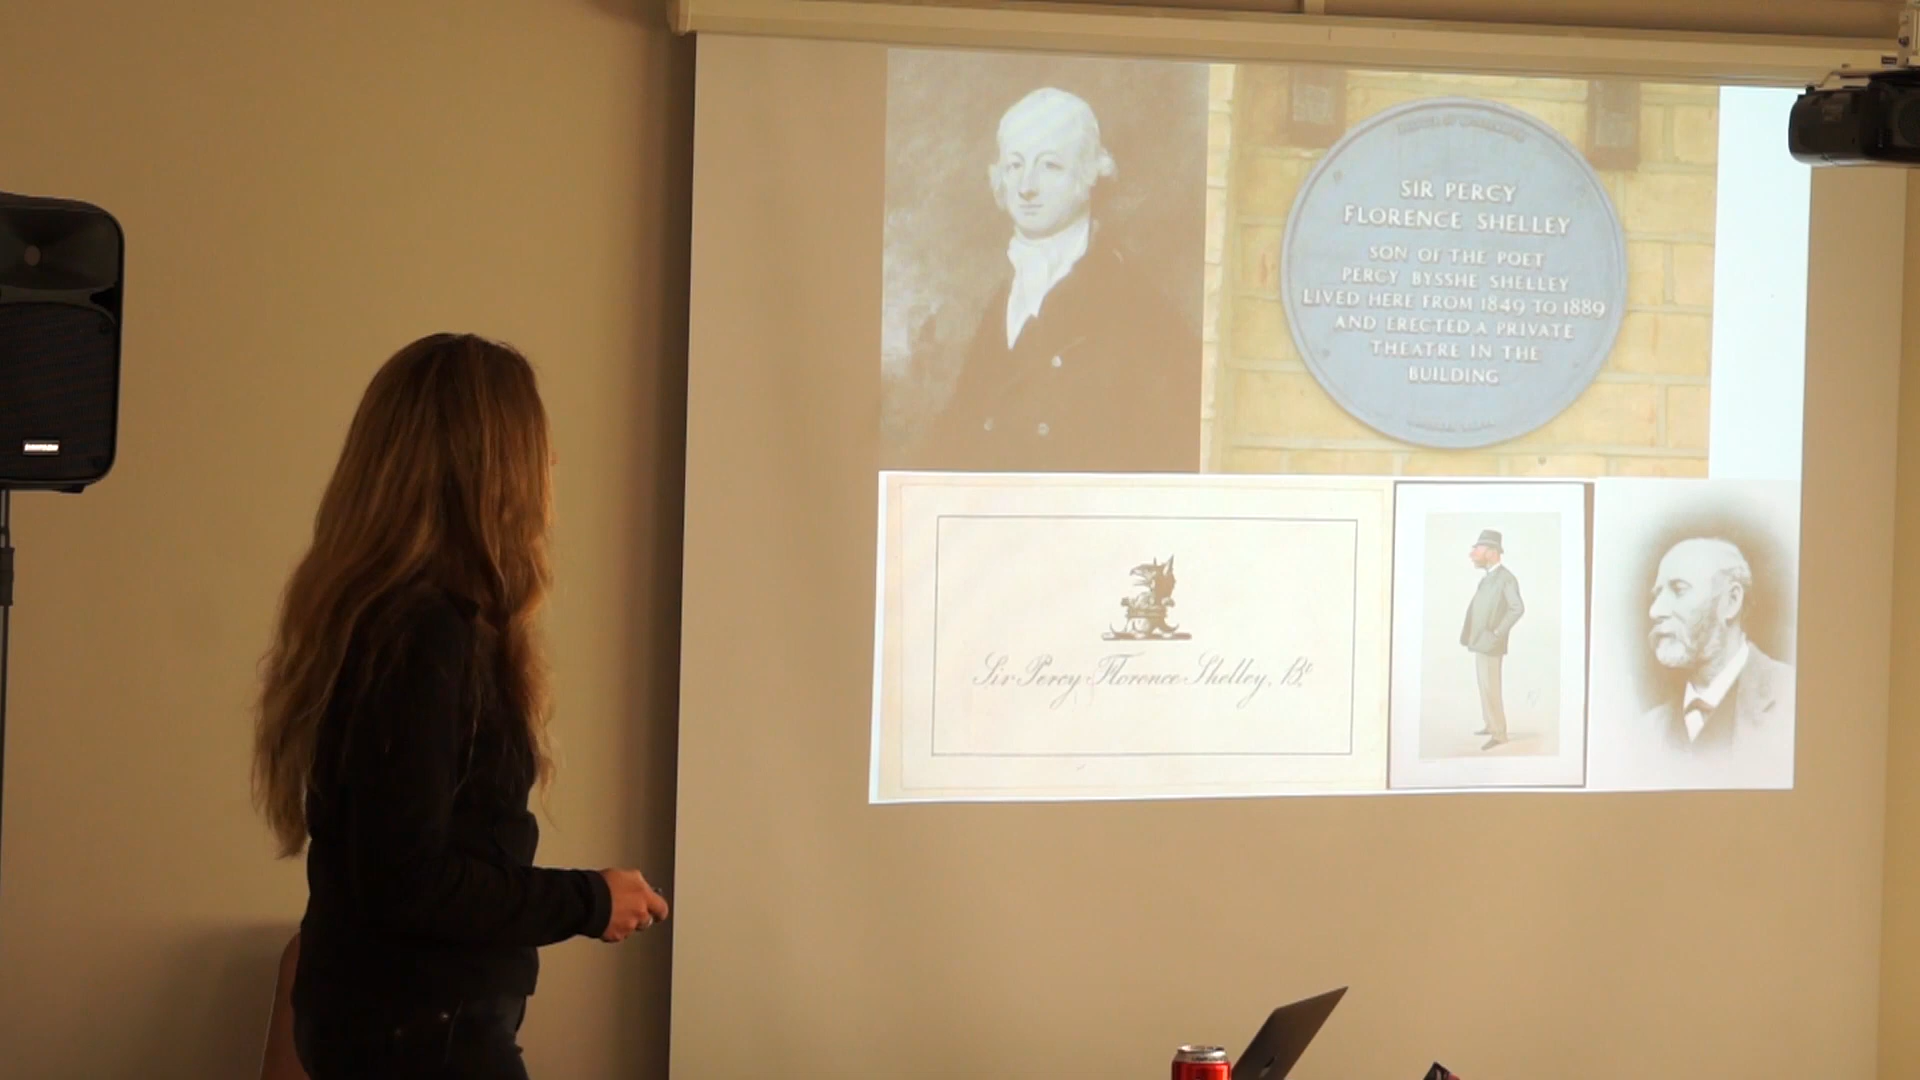 SIR PERCY
FLORENCE SHELLEY
SON OF THE POET
PERCY BYSSHE SHELLEY
LIVED HERE FROM 1849 TO 1889
AND ERECTED A PRIVATE
THEATRE IN THE
BUILDING
Sir Percy Florence Shelley, Bt